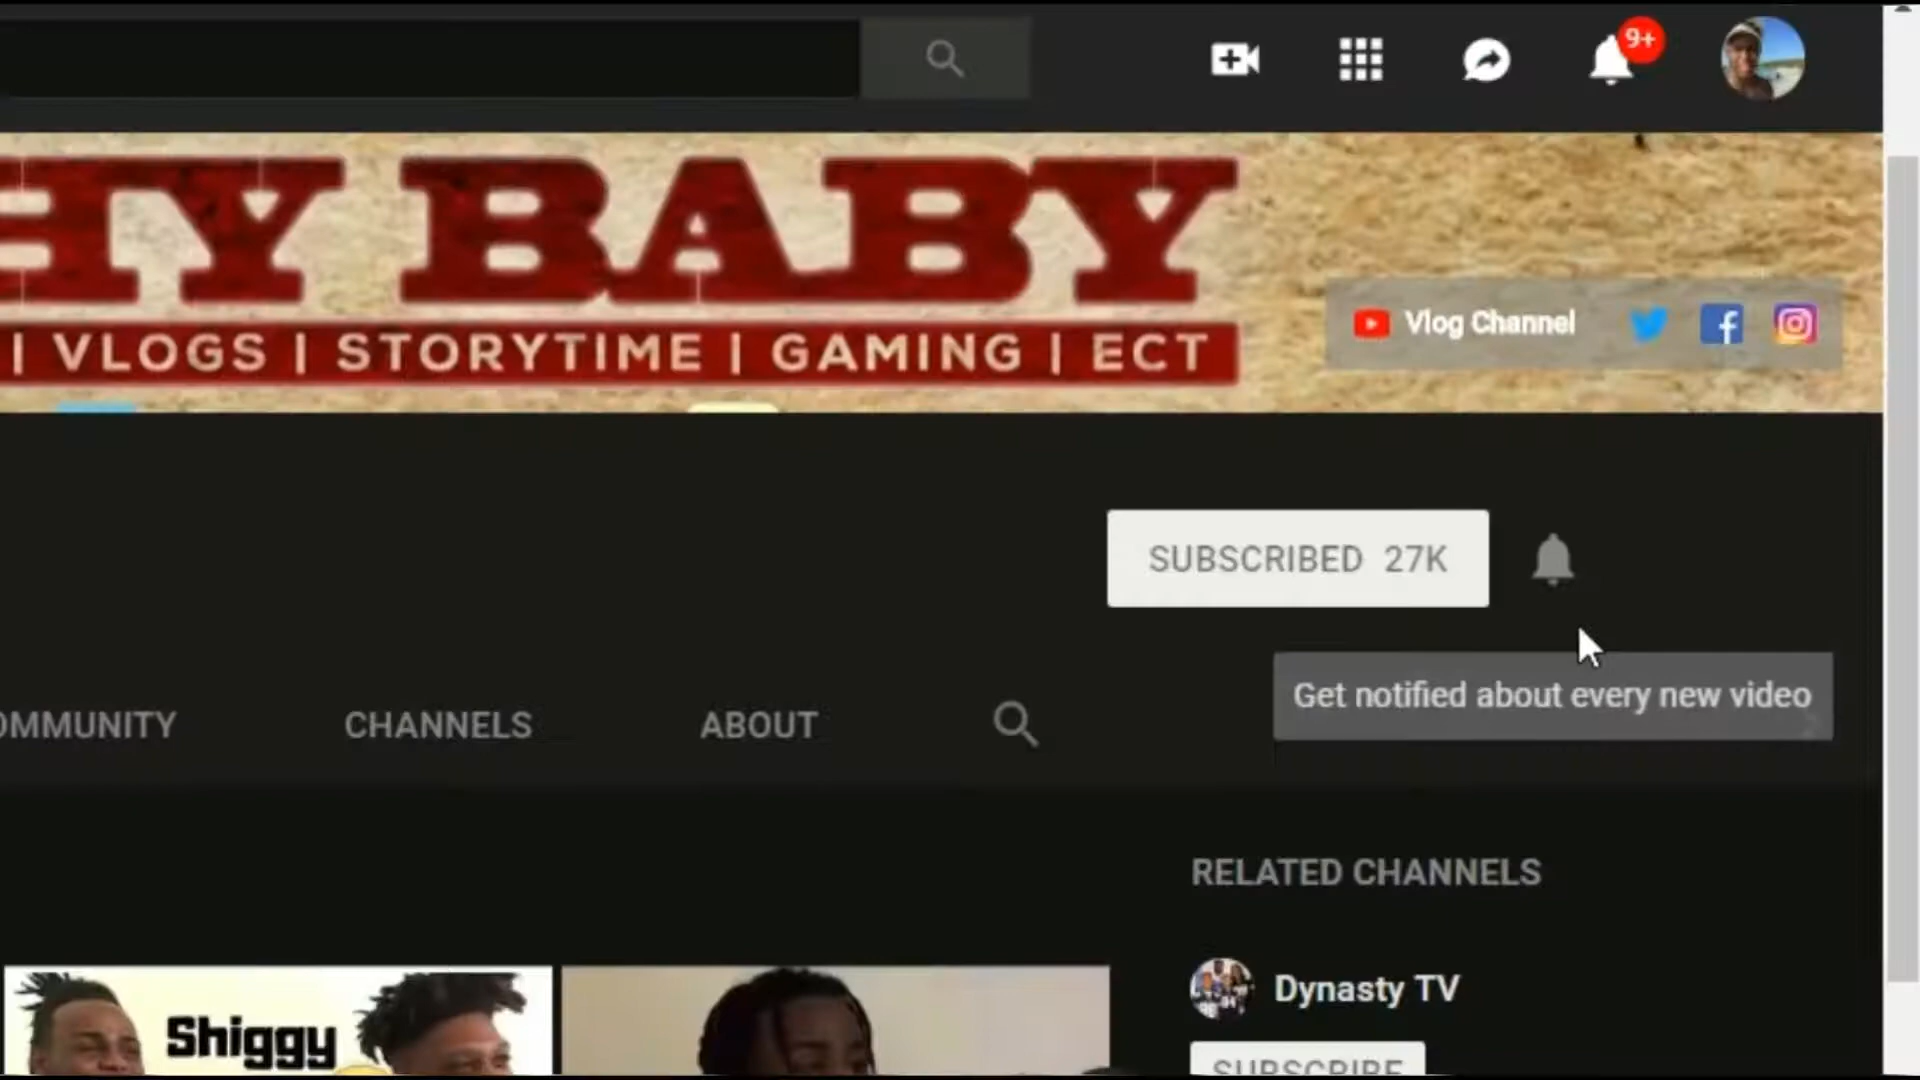 9+
HY BABY
| VLOGS | STORYTIME | GAMING | ECT
Vlog Channel
SUBSCRIBED 27K
Get notified about every new video
OMMUNITY CHANNELS ABOUT
RELATED CHANNELS
Dynasty TV
Shiggy
SUBSCRIBE